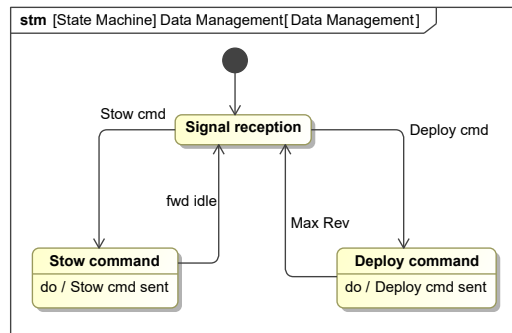 stm [State Machine] Data Management[ Data Management ]
Signal reception
Stow cmd
Deploy cmd
fwd idle
Max Rev
Stow command
do / Stow cmd sent
Deploy command
do / Deploy cmd sent